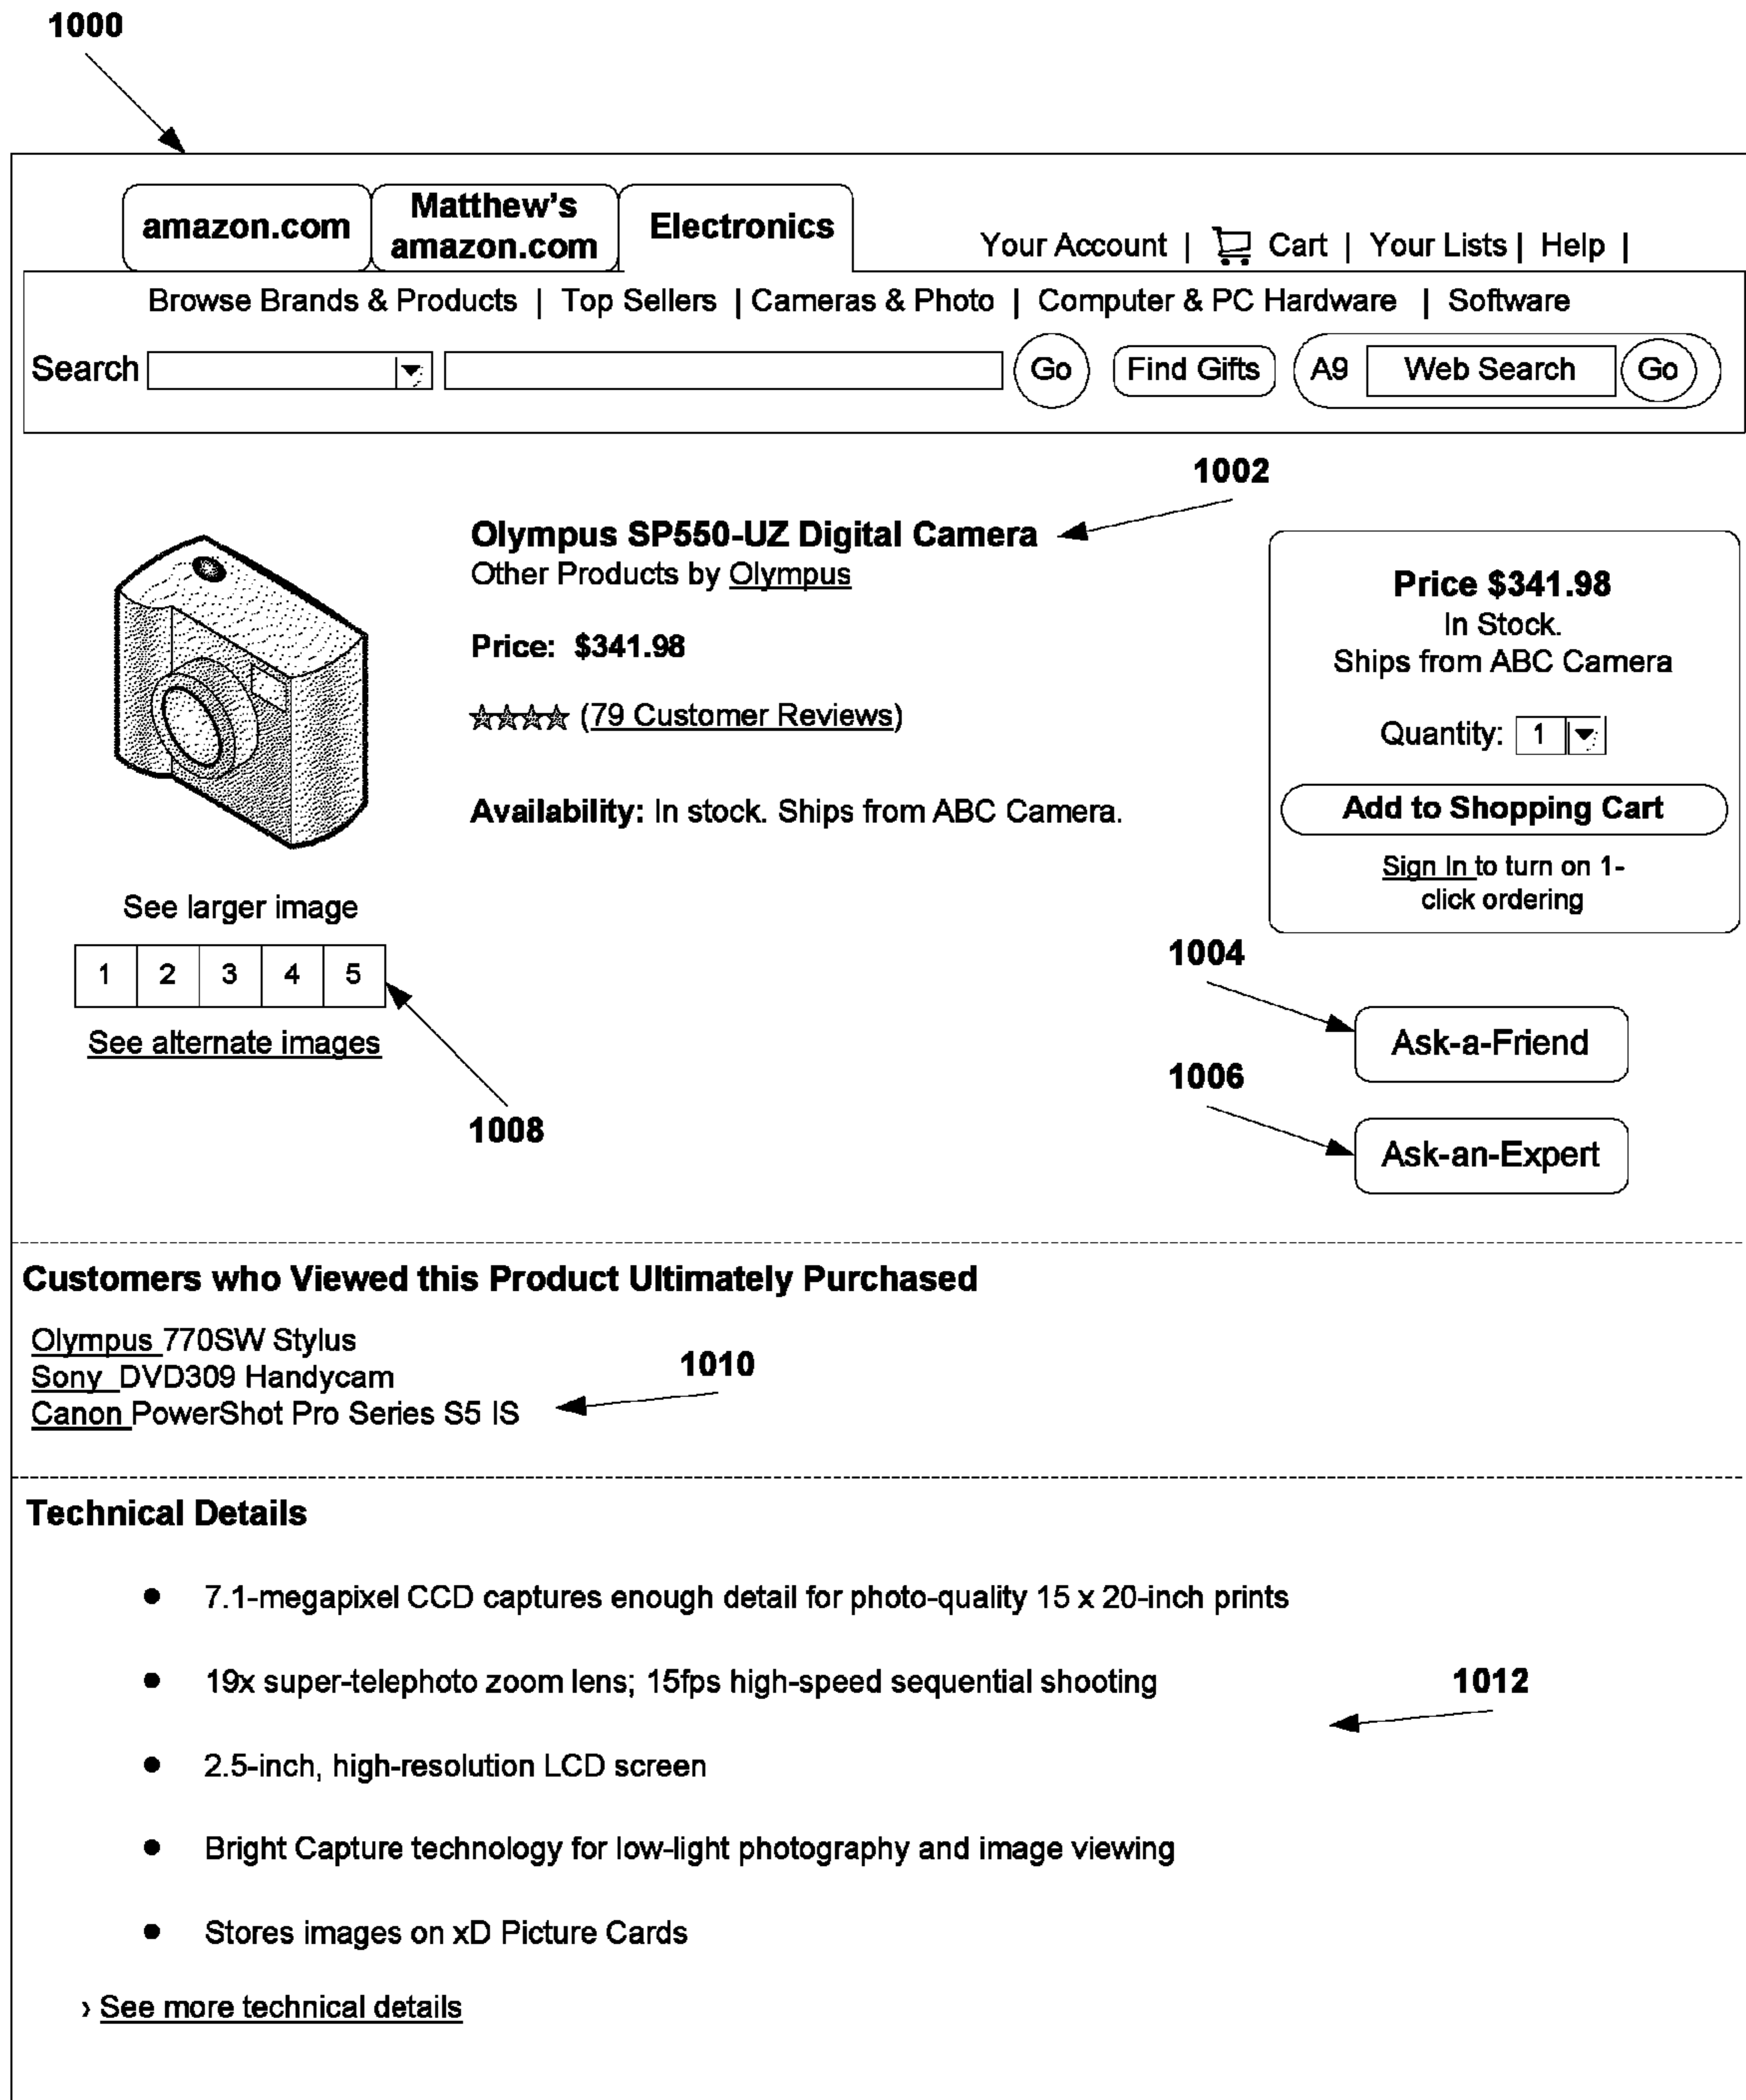 1000
amazon.com
Matthew's
amazon.com
Electronics
Your Account | Cart | Your Lists | Help |
Browse Brands & Products | Top Sellers | Cameras & Photo | Computer & PC Hardware | Software
Search Go Find Gifts A9 Web Search Go
1002
Olympus SP550-UZ Digital Camera
Other Products by Olympus
Price: $341.98
(79 Customer Reviews)
Availability: In stock. Ships from ABC Camera.
Price $341.98
In Stock.
Ships from ABC Camera
Quantity: 1
Add to Shopping Cart
Sign In to turn on 1-
click ordering
See larger image
1 2 3 4 5
See alternate images
1008
1004
Ask-a-Friend
1006
Ask-an-Expert
Customers who Viewed this Product Ultimately Purchased
Olympus 770SW Stylus
Sony DVD309 Handycam
Canon PowerShot Pro Series S5 IS
1010
Technical Details
● 7.1-megapixel CCD captures enough detail for photo-quality 15 x 20-inch prints
● 19x super-telephoto zoom lens; 15fps high-speed sequential shooting
1012
● 2.5-inch, high-resolution LCD screen
● Bright Capture technology for low-light photography and image viewing
● Stores images on xD Picture Cards
› See more technical details